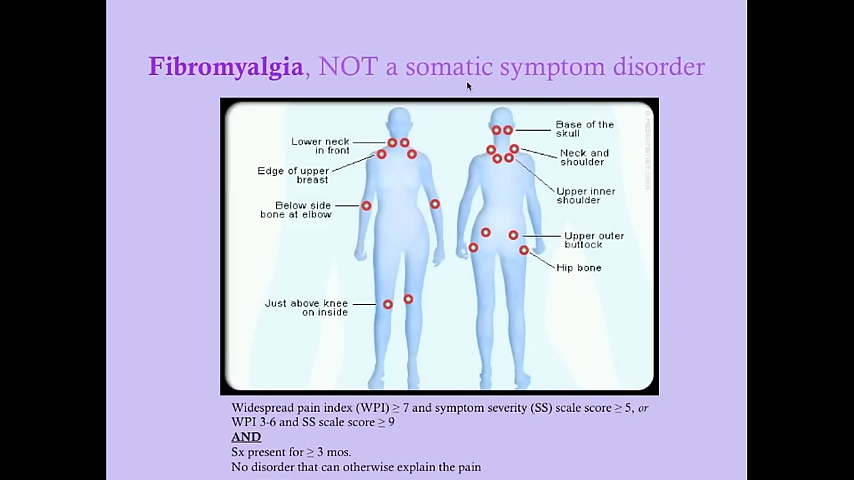 Fibromyalgia, NOT a somatic symptom disorder
Lower neck
in front
Edge of upper
breast
Below side
bone at elbow
Just above knee
on inside
Base of the
skull
Neck and
shoulder
Upper inner
shoulder
Upper outer
buttock
Hip bone
Widespread pain index (WPI) ≥ 7 and symptom severity (SS) scale score ≥ 5, or
WPI 3-6 and SS scale score ≥ 9
AND
Sx present for ≥ 3 mos.
No disorder that can otherwise explain the pain